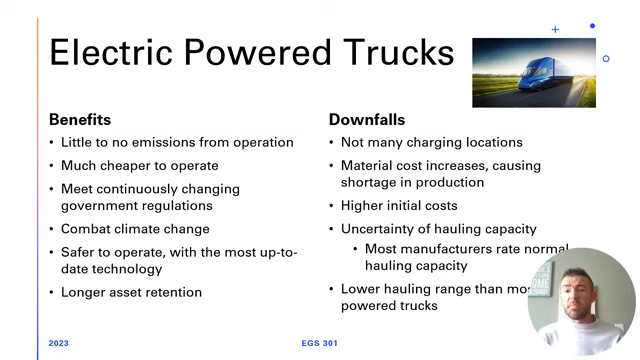 Electric Powered Trucks
Benefits
• Little to no emissions from operation
• Much cheaper to operate
• Meet continuously changing
government regulations
• Combat climate change
• Safer to operate, with the most up-to-
date technology
• Longer asset retention
Downfalls
• Not many charging locations
• Material cost increases, causing
shortage in production
• Higher initial costs
• Uncertainty of hauling capacity
• Most manufacturers rate normal
hauling capacity
• Lower hauling range than
powered trucks
2023
EGS 301
HOME